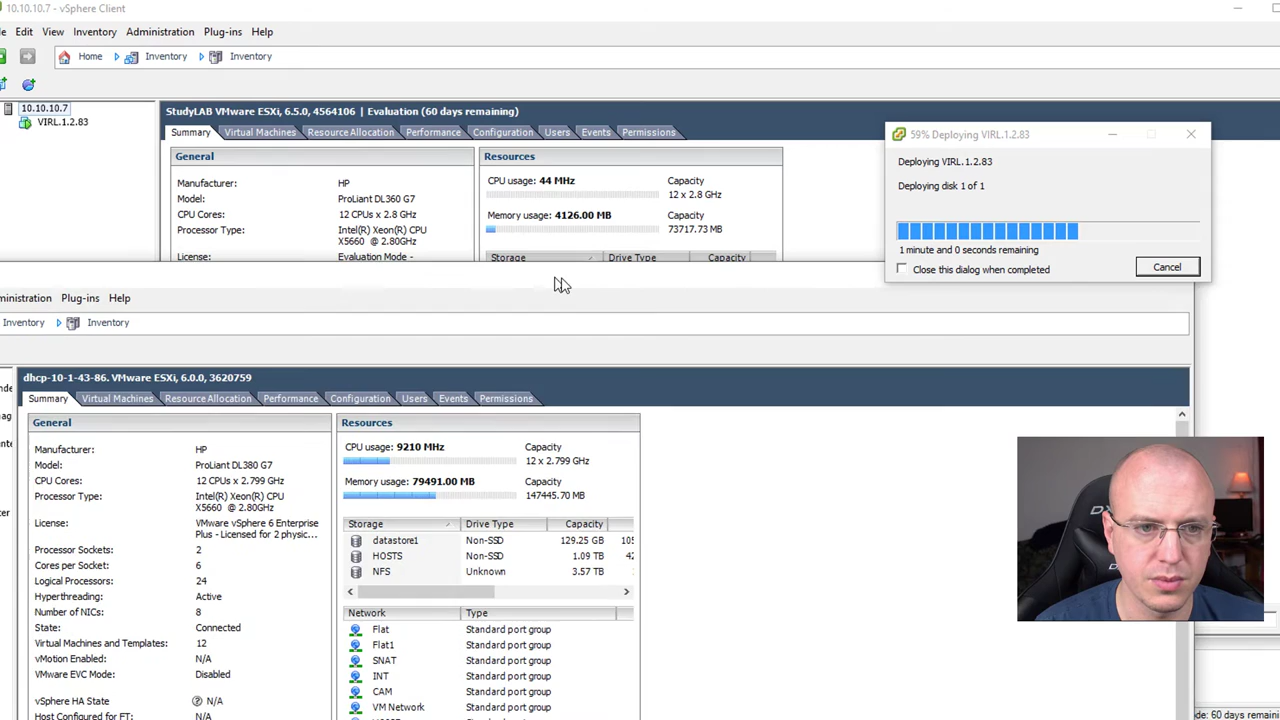 10.10.10.7 - vSphere Client
Edit View Inventory Administration Plug-ins Help
Home Inventory Inventory
10.10.10.7
VIRL.1.2.83
StudyLAB VMware ESXi, 6.5.0, 4564106 | Evaluation (60 days remaining)
Summary Virtual Machines Resource Allocation Performance Configuration Users Events Permissions
General
Manufacturer: HP
Model: ProLiant DL360 G7
CPU Cores: 12 CPUs x 2.8 GHz
Processor Type: Intel(R) Xeon(R) CPU
X5660 @ 2.80GHz
License: Evaluation Mode -
Resources
CPU usage: 44 MHz Capacity
12 x 2.8 GHz
Memory usage: 4126.00 MB Capacity
73717.73 MB
Storage Drive Type Capacity
59% Deploying VIRL.1.2.83
Deploying VIRL.1.2.83
Deploying disk 1 of 1
1 minute and 0 seconds remaining
Close this dialog when completed
Cancel
ministration Plug-ins Help
Inventory Inventory
dhcp-10-1-43-86. VMware ESXi, 6.0.0, 3620759
Summary Virtual Machines Resource Allocation Performance Configuration Users Events Permissions
General
Manufacturer: HP
Model: ProLiant DL380 G7
CPU Cores: 12 CPUs x 2.799 GHz
Processor Type: Intel(R) Xeon(R) CPU
X5660 @ 2.80GHz
License: VMware vSphere 6 Enterprise
Plus - Licensed for 2 physic...
Processor Sockets: 2
Cores per Socket: 6
Logical Processors: 24
Hyperthreading: Active
Number of NICs: 8
State: Connected
Virtual Machines and Templates: 12
vMotion Enabled: N/A
VMware EVC Mode: Disabled
vSphere HA State N/A
Host Configured for FT: N/A
Resources
CPU usage: 9210 MHz Capacity
12 x 2.799 GHz
Memory usage: 79491.00 MB Capacity
147445.70 MB
Storage Drive Type Capacity
datastore1 Non-SSD 129.25 GB 105
HOSTS Non-SSD 1.09 TB 42
NFS Unknown 3.57 TB
Network Type
Flat Standard port group
Flat1 Standard port group
SNAT Standard port group
INT Standard port group
CAM Standard port group
VM Network Standard port group
de: 60 days remaini